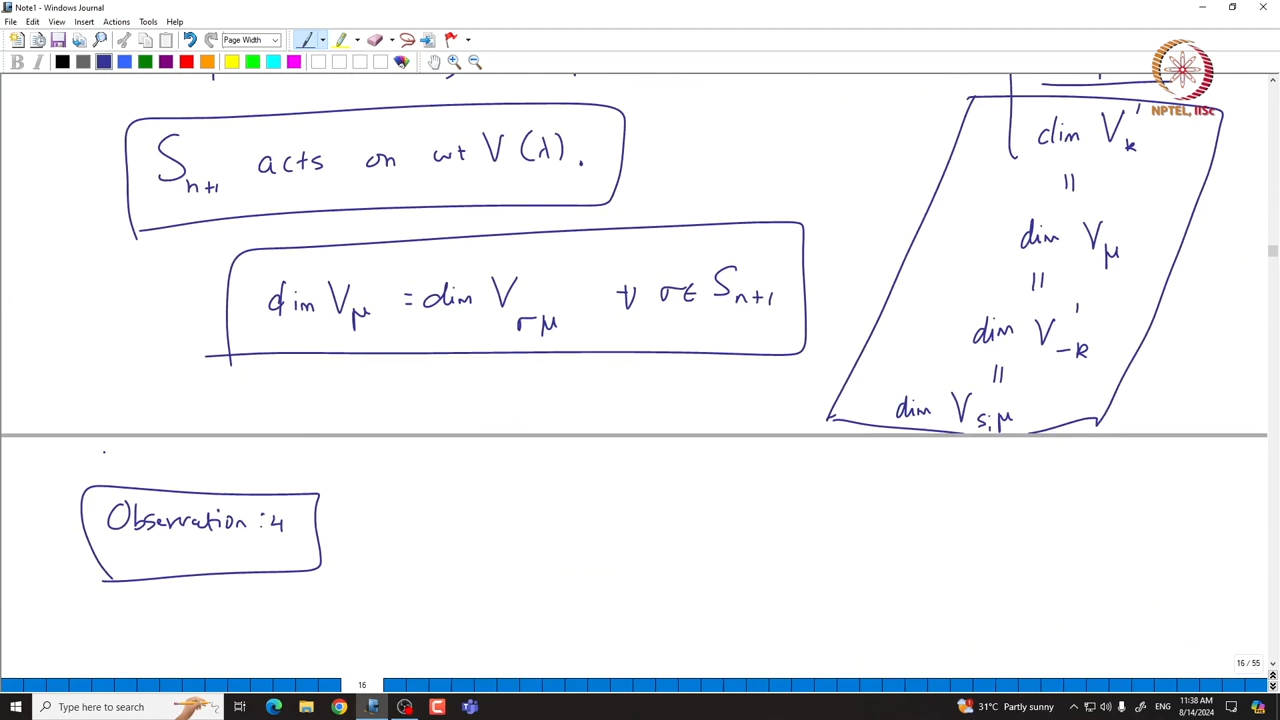 Note1 - Windows Journal
File Edit View Insert Actions Tools Help
Page Width
B I
NPTEL, IISc
S_{n+1} acts on wt V(λ).
dim V_μ = dim V_{σμ} ∀ σ ∈ S_{n+1}
dim V'_k
||
dim V_μ
||
dim V'_{-k}
||
dim V_{s_i μ}
Observation : 4
16 / 55
16
Type here to search
31°C Partly sunny
ENG
11:38 AM
8/14/2024